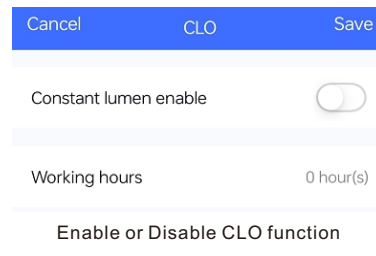 Cancel CLO Save
Constant lumen enable
Working hours 0 hour(s)
Enable or Disable CLO function